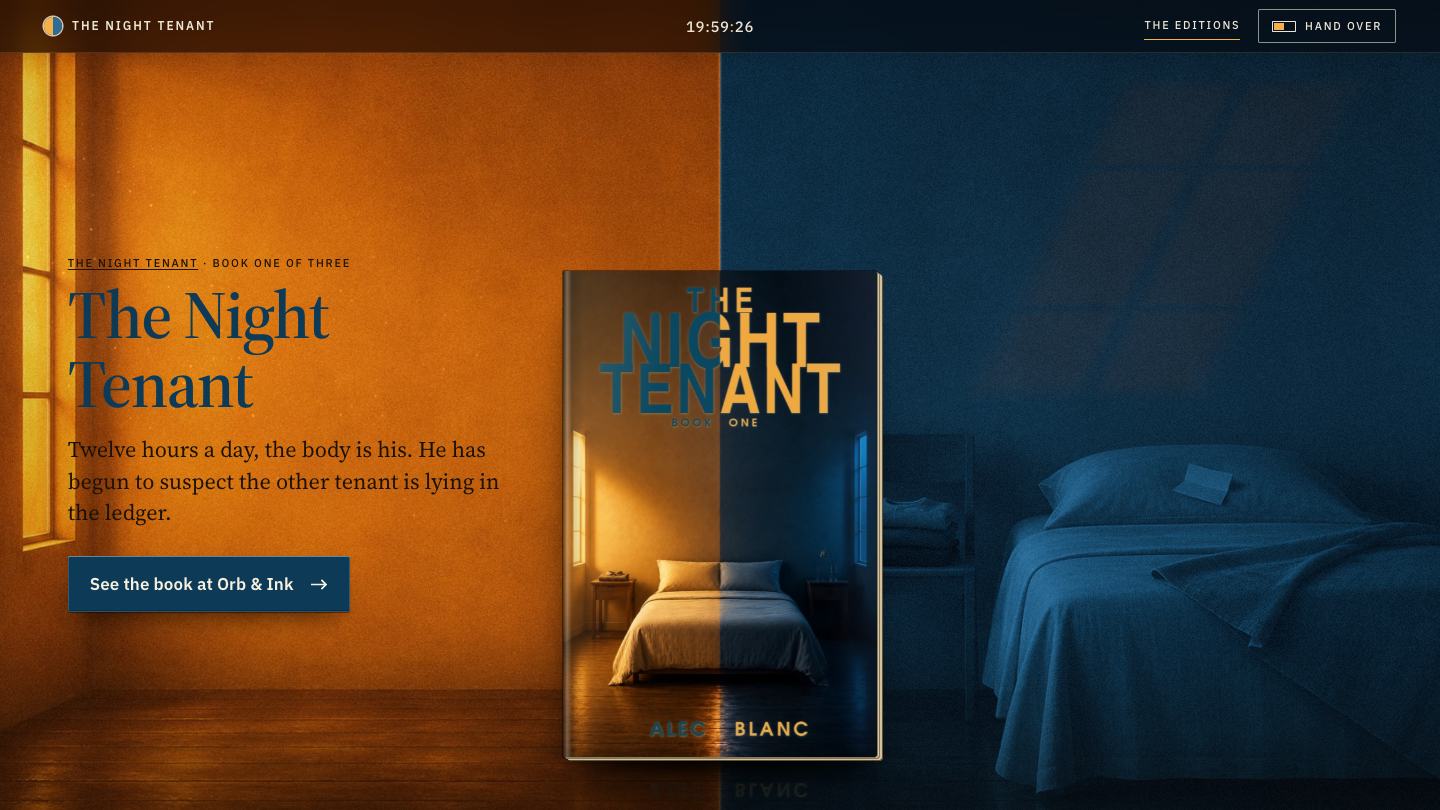 THE NIGHT TENANT
19:59:26
THE EDITIONS
HAND OVER
THE NIGHT TENANT · BOOK ONE OF THREE
The Night
Tenant
Twelve hours a day, the body is his. He has
begun to suspect the other tenant is lying in
the ledger.
See the book at Orb & Ink →
THE
NIGHT
TENANT
BOOK ONE
ALEC BLANC
ALEC BLANC